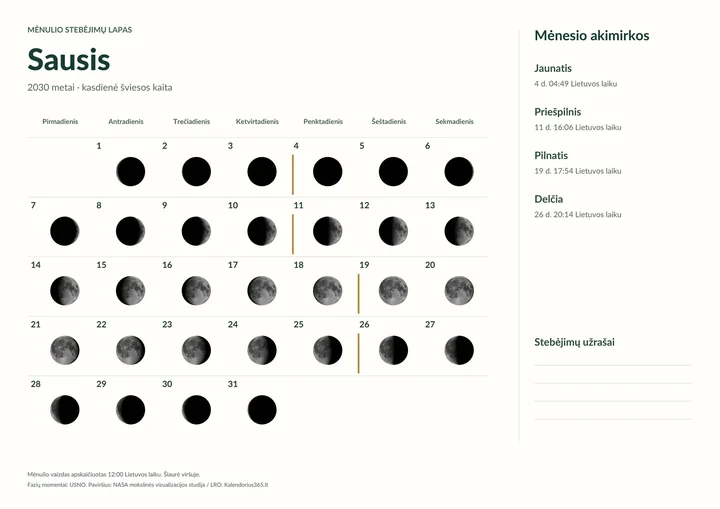 MĖNULIO STEBĖJIMŲ LAPAS
Sausis
2030 metai · kasdienė šviesos kaita
Pirmadienis Antradienis Trečiadienis Ketvirtadienis Penktadienis Šeštadienis Sekmadienis
1 2 3 4 5 6
7 8 9 10 11 12 13
14 15 16 17 18 19 20
21 22 23 24 25 26 27
28 29 30 31
Mėnesio akimirkos
Jaunatis
4 d. 04:49 Lietuvos laiku
Priešpilnis
11 d. 16:06 Lietuvos laiku
Pilnatis
19 d. 17:54 Lietuvos laiku
Delčia
26 d. 20:14 Lietuvos laiku
Stebėjimų užrašai
Mėnulio vaizdas apskaičiuotas 12:00 Lietuvos laiku. Šiaurė viršuje.
Fazių momentai: USNO. Paviršius: NASA mokslinės vizualizacijos studija / LRO. Kalendorius365.lt